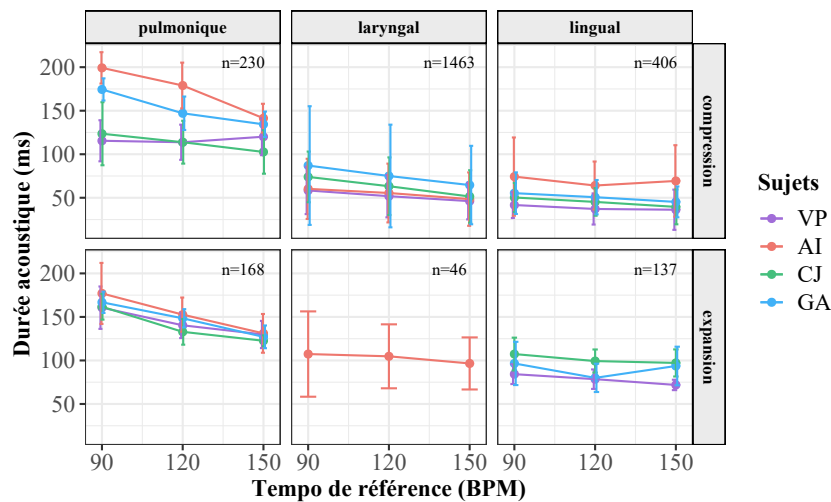 pulmonique
laryngal
lingual
n=230
n=1463
n=406
200
150
100
50
compression
n=168
n=46
n=137
200
150
100
50
expansion
90 120 150
90 120 150
90 120 150
Durée acoustique (ms)
Tempo de référence (BPM)
Sujets
VP
AI
CJ
GA